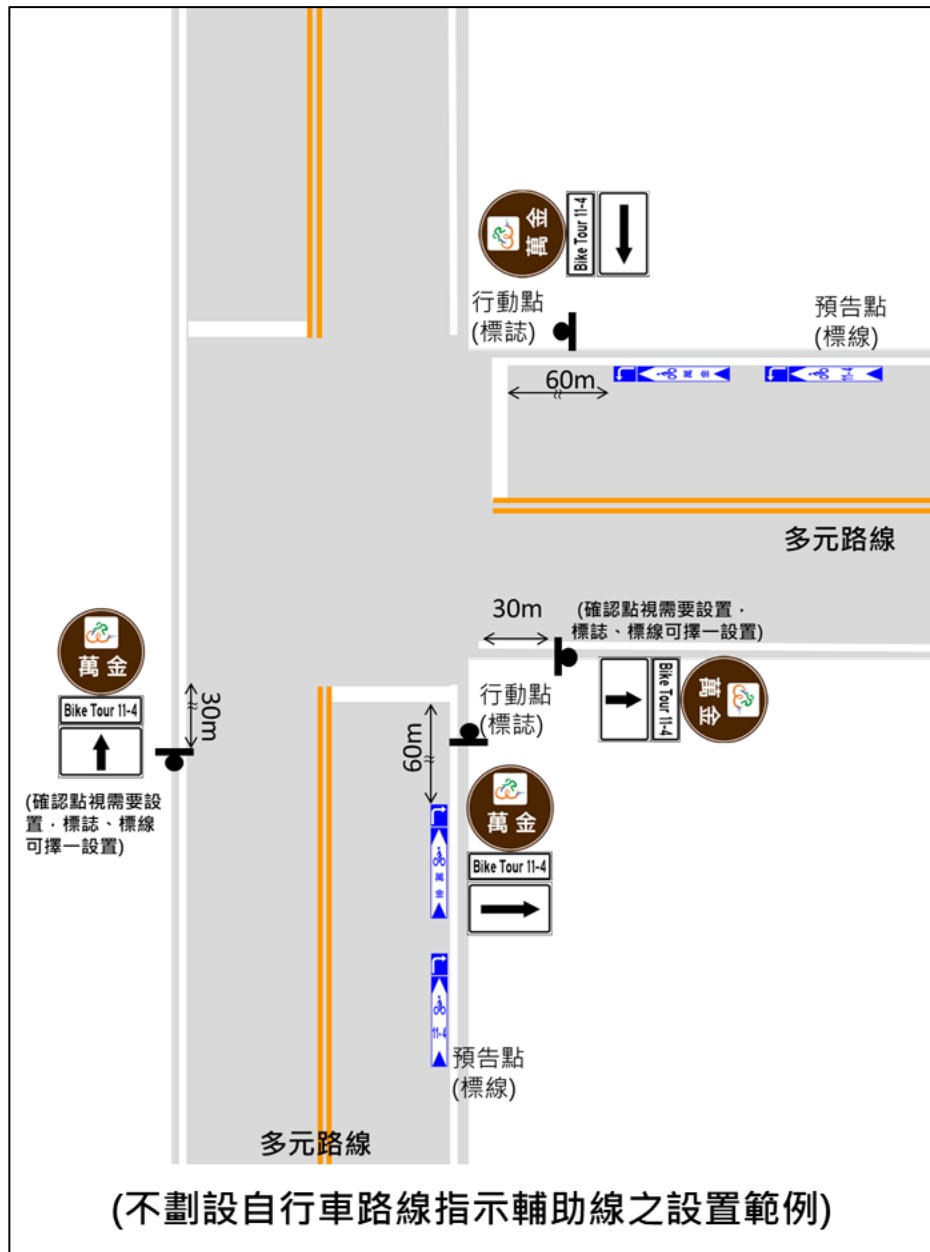 萬金
Bike Tour 11-4
行動點
(標誌)
預告點
(標線)
萬金
11-4
60m
多元路線
30m
(確認點視需要設置，
標誌、標線可擇一設置)
萬金
Bike Tour 11-4
萬金
Bike Tour 11-4
30m
(確認點視需要設
置，標誌、標線
可擇一設置)
行動點
(標誌)
60m
萬金
Bike Tour 11-4
萬金
11-4
預告點
(標線)
多元路線
(不劃設自行車路線指示輔助線之設置範例)